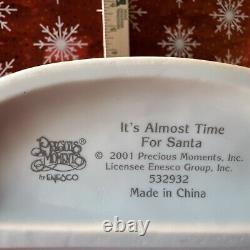 It's Almost Time
For Santa
© 2001 Precious Moments, Inc.
Licensee Enesco Group, Inc.
532932
Made in China
PRECIOUS
MOMENTS
by ENESCO